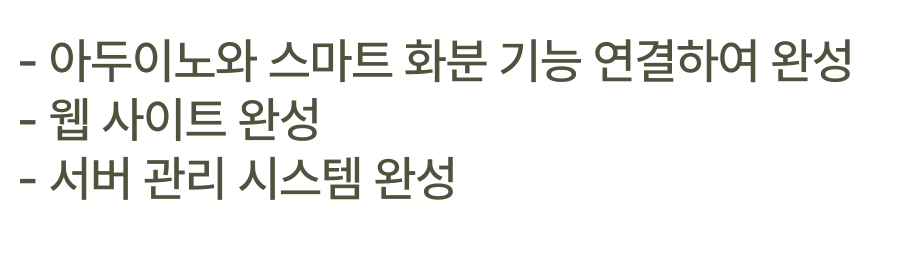 - 아두이노와 스마트 화분 기능 연결하여 완성
- 웹 사이트 완성
- 서버 관리 시스템 완성